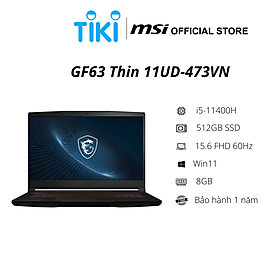 TiKi msi OFFICIAL STORE
GF63 Thin 11UD-473VN
i5-11400H
512GB SSD
15.6 FHD 60Hz
Win11
8GB
Bảo hành 1 năm